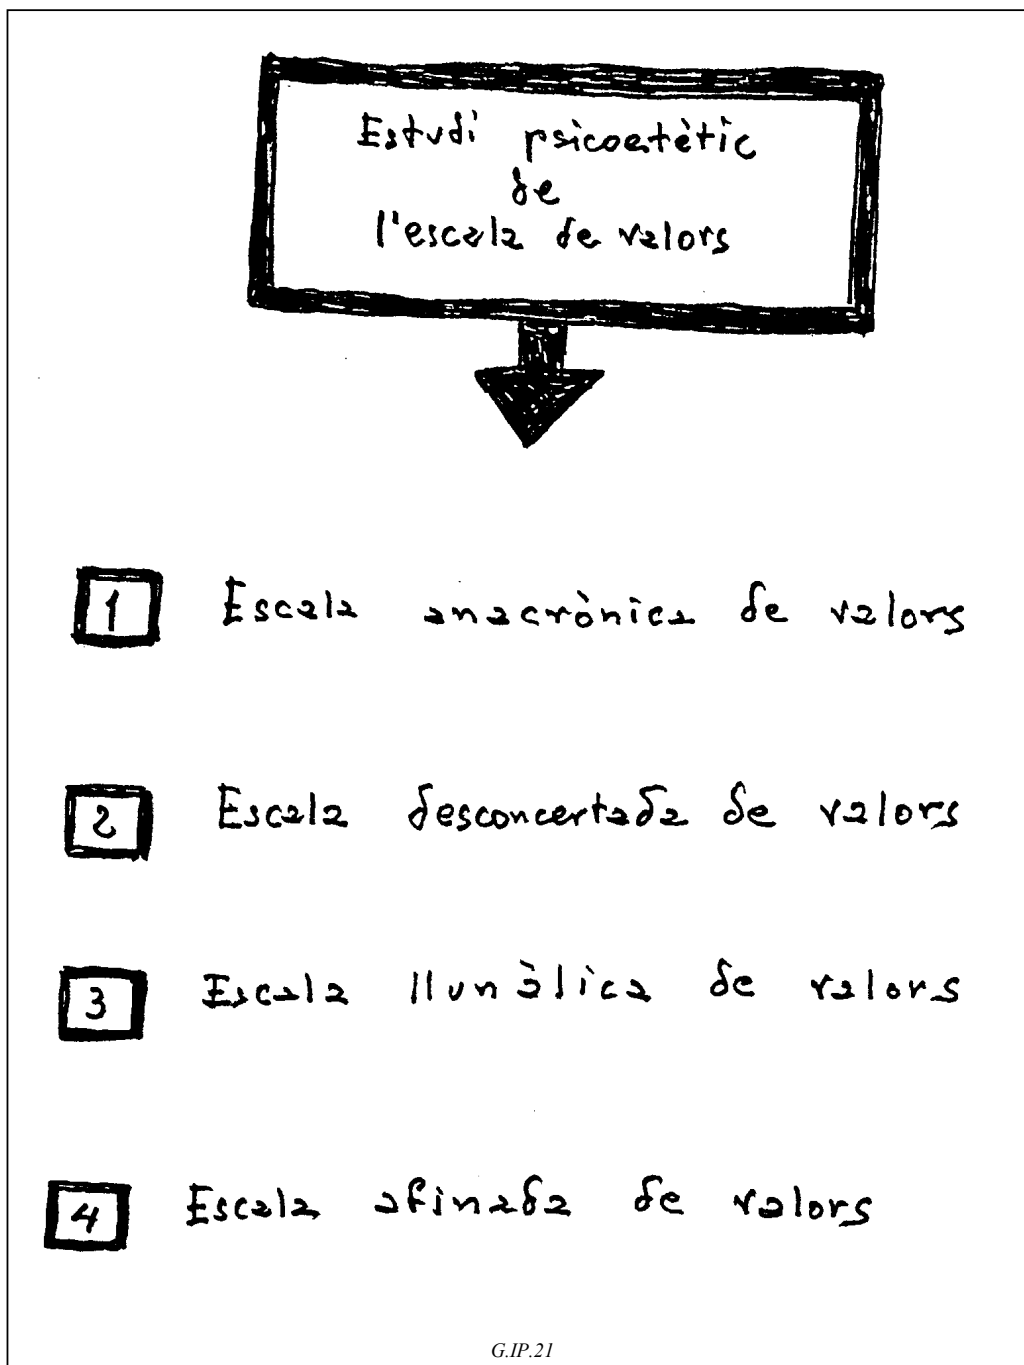 Estudi psicoestètic
de
l'escala de valors
1 Escala anacrònica de valors
2 Escala desconcertada de valors
3 Escala llunàlica de valors
4 Escala afinada de valors
G.IP.21